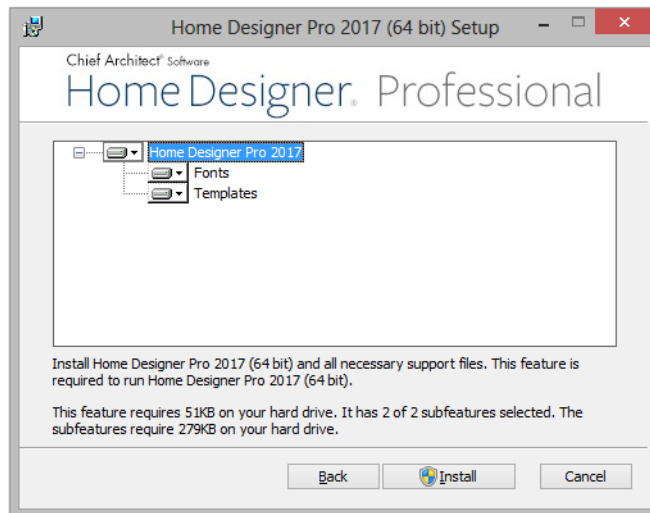 Home Designer Pro 2017 (64 bit) Setup
Chief Architect® Software
Home Designer® Professional
Home Designer Pro 2017
Fonts
Templates
Install Home Designer Pro 2017 (64 bit) and all necessary support files. This feature is
required to run Home Designer Pro 2017 (64 bit).
This feature requires 51KB on your hard drive. It has 2 of 2 subfeatures selected. The
subfeatures require 279KB on your hard drive.
Back Install Cancel